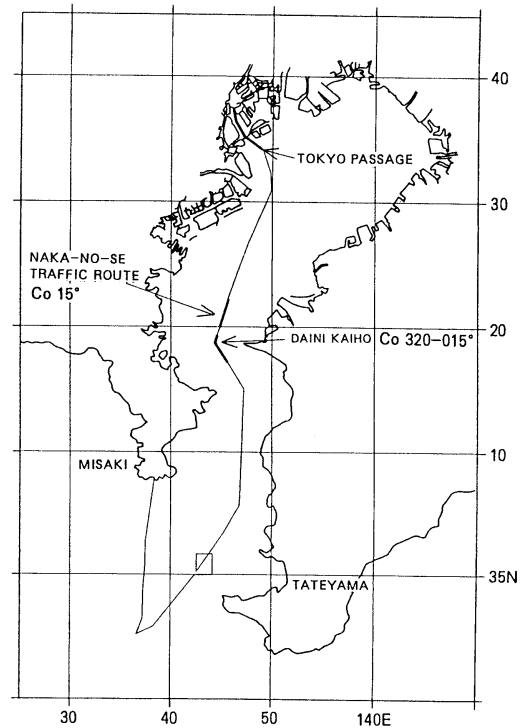 40
TOKYO PASSAGE
30
NAKA-NO-SE
TRAFFIC ROUTE
Co 15°
20
DAINI KAIHO Co 320-015°
MISAKI
10
TATEYAMA
35N
30 40 50 140E